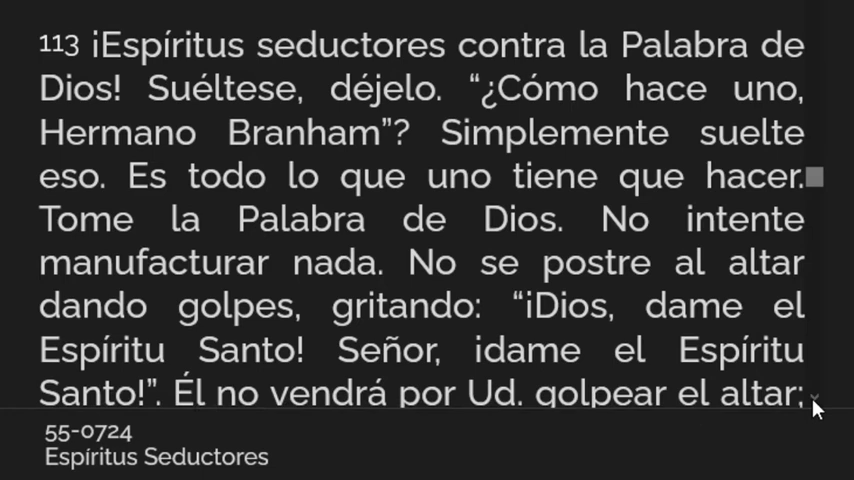 113 ¡Espíritus seductores contra la Palabra de
Dios! Suéltese, déjelo. “¿Cómo hace uno,
Hermano Branham”? Simplemente suelte
eso. Es todo lo que uno tiene que hacer.
Tome la Palabra de Dios. No intente
manufacturar nada. No se postre al altar
dando golpes, gritando: “¡Dios, dame el
Espíritu Santo! Señor, ¡dame el Espíritu
Santo!”. Él no vendrá por Ud. golpear el altar;
55-0724
Espíritus Seductores